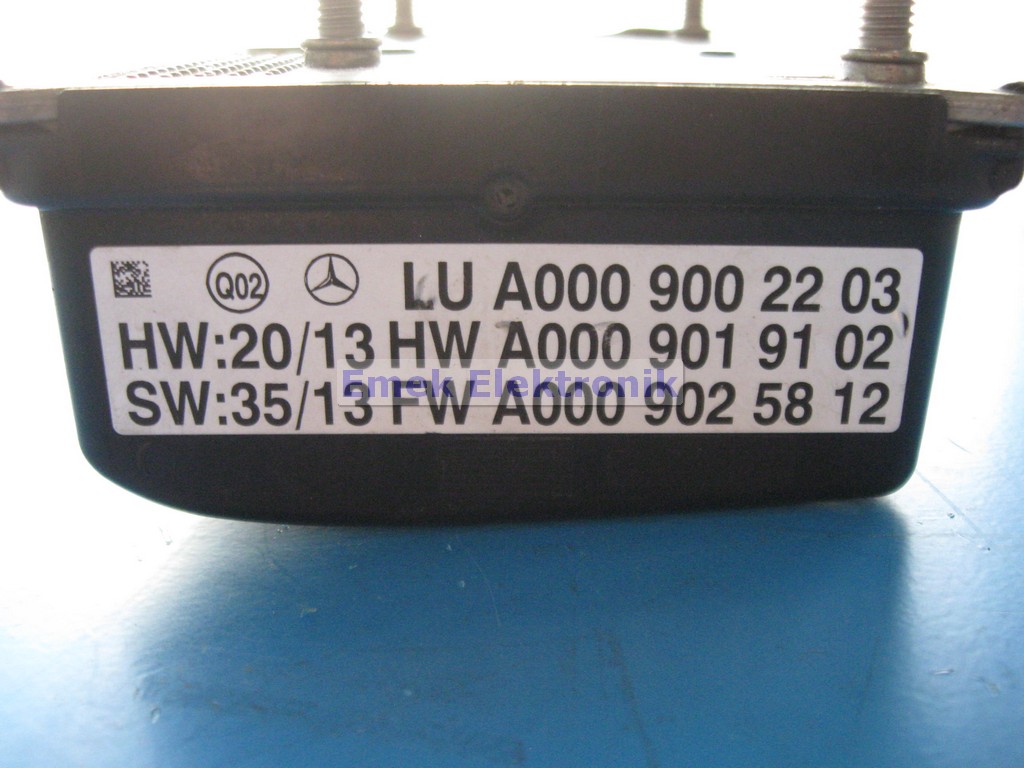 Q02 LU A000 900 22 03
HW:20/13 HW A000 901 91 02
Emek Elektronik
SW:35/13 FW A000 902 58 12